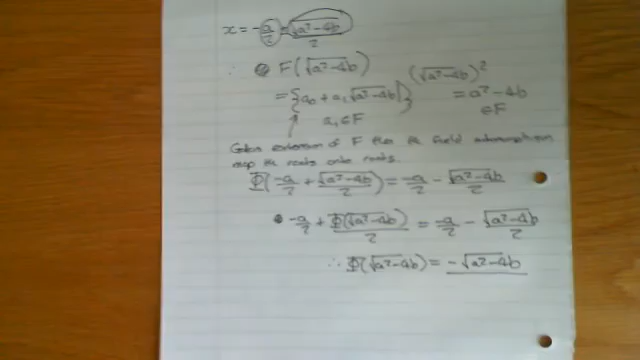 x = -a/2 ± √(a²-4b)/2
∴ F(√(a²-4b)) (√(a²-4b))²
= {a₀ + a₁√(a²-4b)} = a²-4b
aᵢ ∈ F ∈ F
Galois extension of F then the field automorphisms
map the roots onto roots.
Φ(-a/2 + √(a²-4b)/2) = -a/2 - √(a²-4b)/2
-a/2 + Φ(√(a²-4b))/2 = -a/2 - √(a²-4b)/2
∴ Φ(√(a²-4b)) = -√(a²-4b)